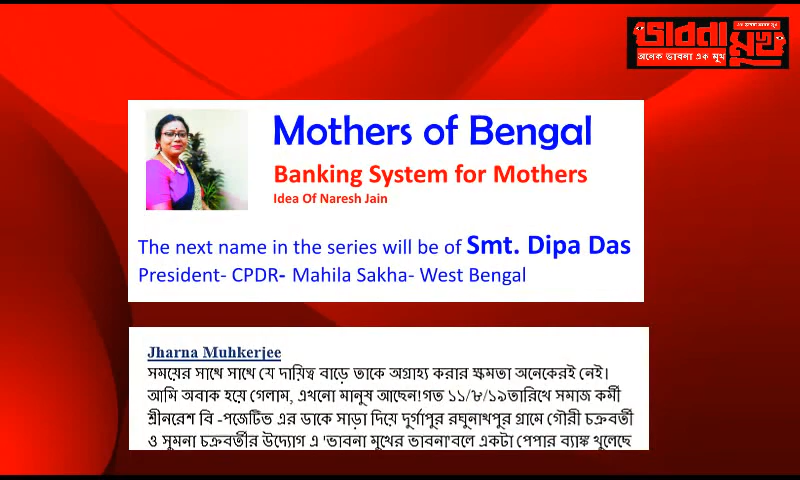 ভাবনা
মুখ
অনেক ভাবনা এক মুখ
Mothers of Bengal
Banking System for Mothers
Idea Of Naresh Jain
The next name in the series will be of Smt. Dipa Das
President- CPDR- Mahila Sakha- West Bengal
Jharna Muhkerjee
সময়ের সাথে সাথে যে দায়িত্ব বাড়ে তাকে অগ্রাহ্য করার ক্ষমতা অনেকেরই নেই।
আমি অবাক হয়ে গেলাম, এখনো মানুষ আছেন!গত ১১/৮/১৯তারিখে সমাজ কর্মী
শ্রীনরেশ বি -পজেটিভ এর ডাকে সাড়া দিয়ে দুর্গাপুর রঘুনাথপুর গ্রামে গৌরী চক্রবর্তী
ও সুমনা চক্রবর্তীর উদ্যোগ এ 'ভাবনা মুখের ভাবনা'বলে একটা পেপার ব্যাঙ্ক খুলেছে